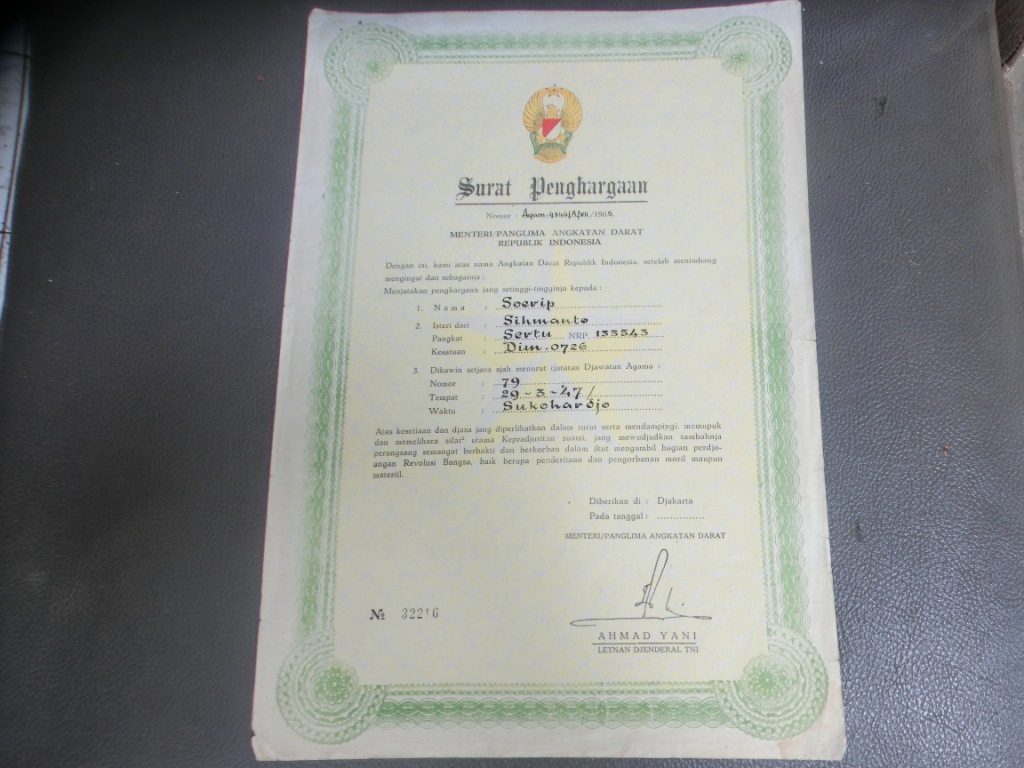 Surat Penghargaan
Nomor : Agam-4344/VII/1965.
MENTERI/PANGLIMA ANGKATAN DARAT
REPUBLIK INDONESIA
Dengan ini, kami atas nama Angkatan Darat Republik Indonesia, setelah menimbang
mengingat dan sebagainja ;
Menjatakan penghargaan jang setinggi-tingginja kepada :
1. Nama : Soerip
2. Isteri dari : Sihmanto
Pangkat : Sertu NRP. 133543
Kesatuan : Dim. 0726
3. Dikawin setjara sjah menurut tjatatan Djawatan Agama :
Nomor : 79
Tempat : 29-3-47/
Waktu : Sukohardjo
Atas kesetiaan dan djasa jang diperlihatkan dalam turut serta mendampingi, memupuk
dan memelihara sifat² utama Kepradjuritan suami, jang mewudjudkan tambahnja
perangsang semangat berbakti dan berkorban dalam ikut mengambil bagian perdjo-
angan Revolusi Bangsa, baik berupa penderitaan dan pengorbanan moril maupun
materiil.
Diberikan di : Djakarta
Pada tanggal : ...............
MENTERI/PANGLIMA ANGKATAN DARAT
№ 32216
AHMAD YANI
LETNAN DJENDERAL TNI